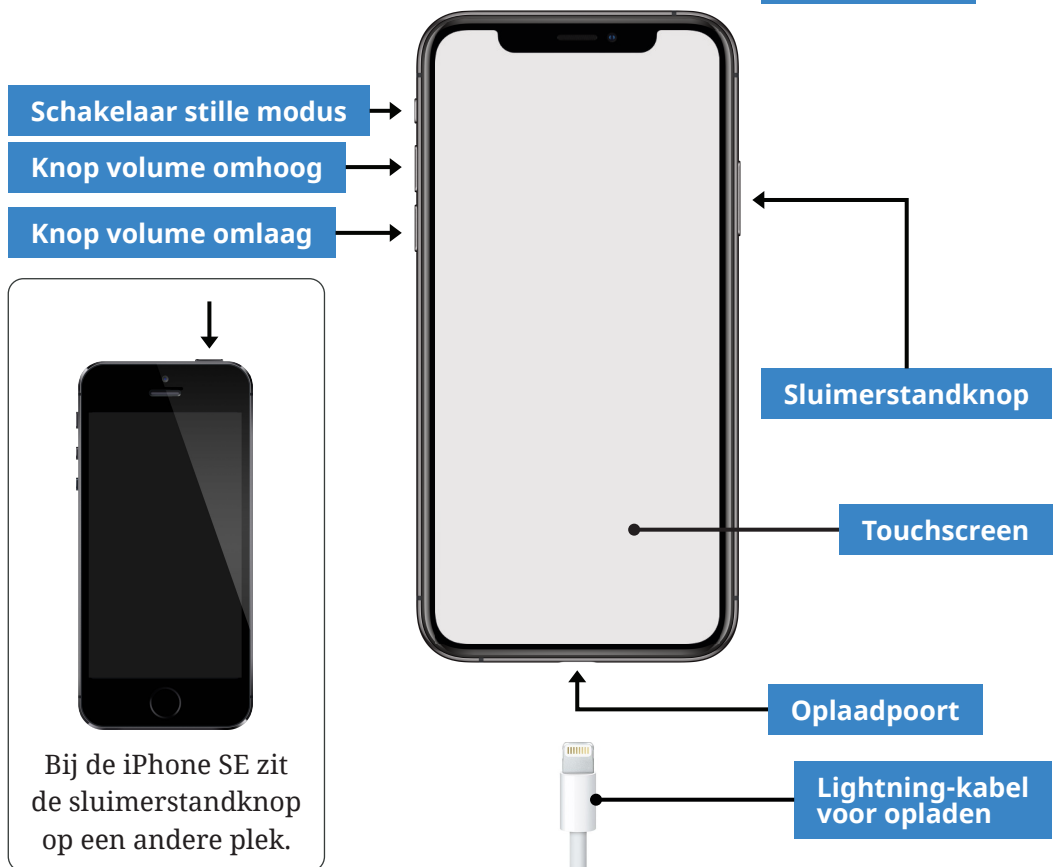 Schakelaar stille modus
Knop volume omhoog
Knop volume omlaag
Sluimerstandknop
Touchscreen
Oplaadpoort
Lightning-kabel
voor opladen
Bij de iPhone SE zit
de sluimerstandknop
op een andere plek.